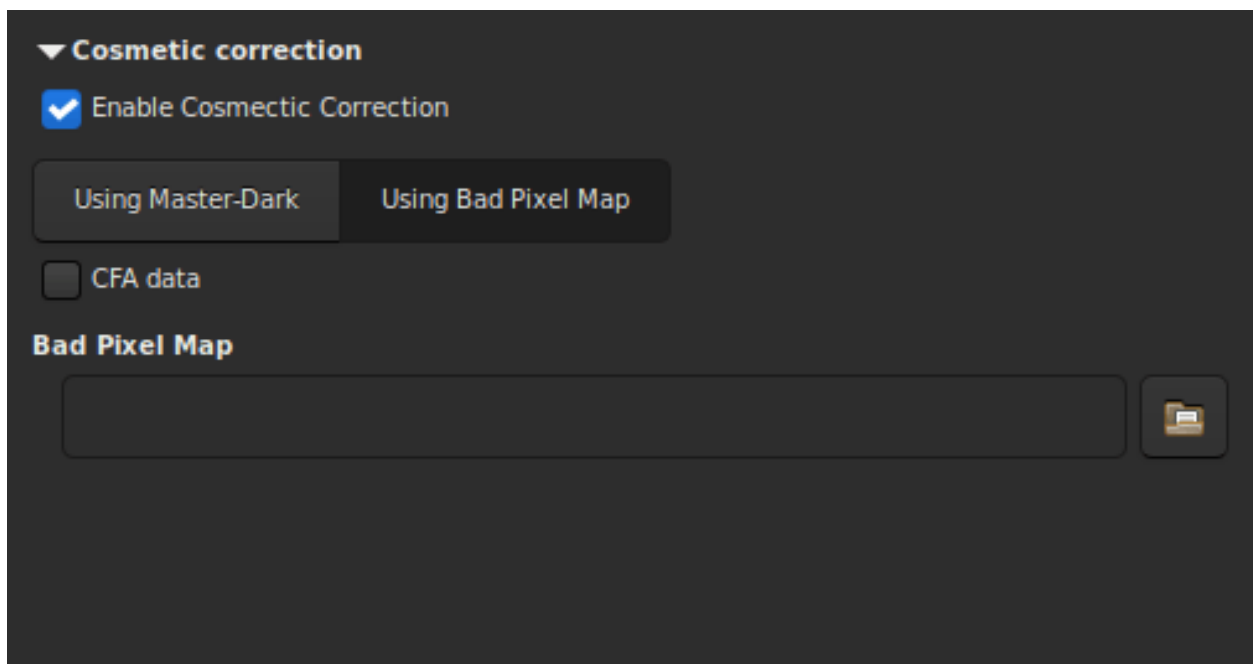 Cosmetic correction
Enable Cosmectic Correction
Using Master-Dark Using Bad Pixel Map
CFA data
Bad Pixel Map